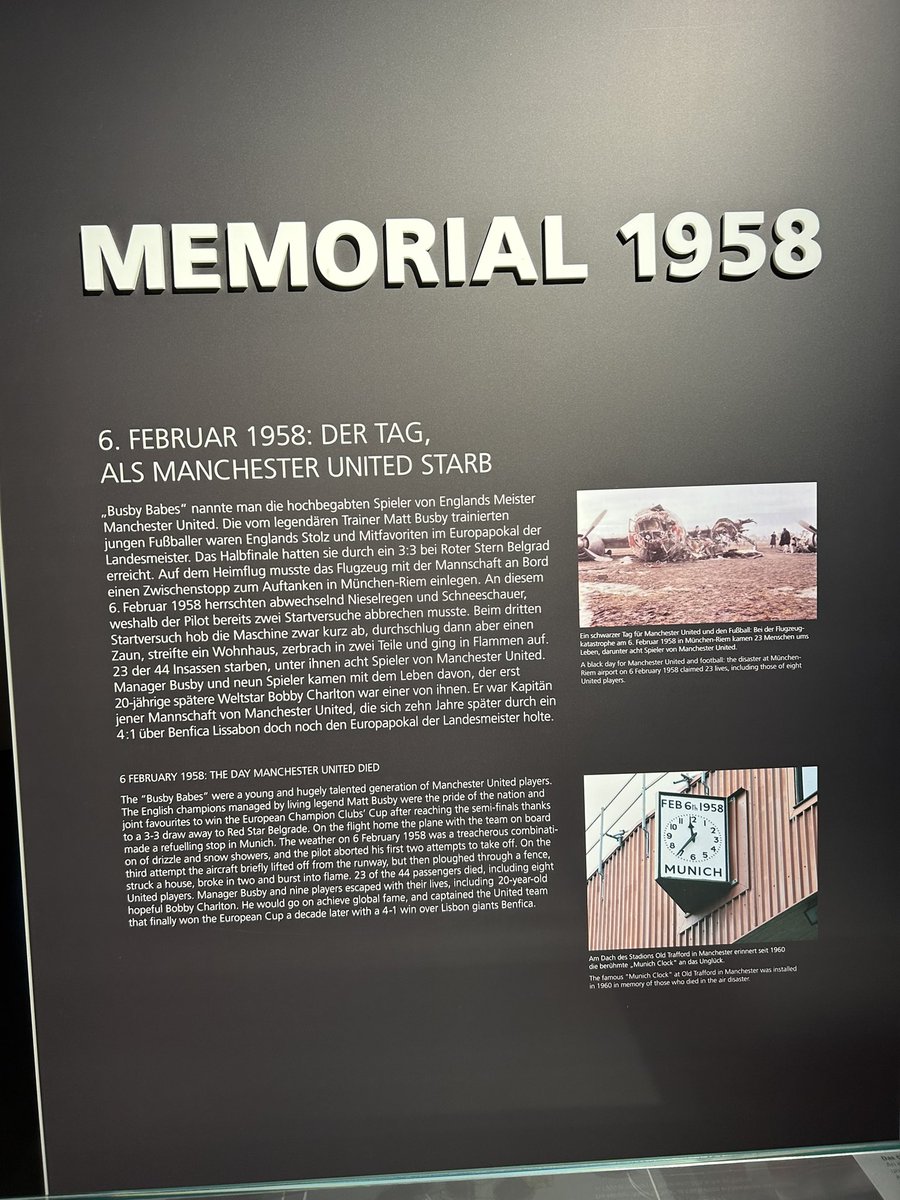 MEMORIAL 1958
6. FEBRUAR 1958: DER TAG,
ALS MANCHESTER UNITED STARB
„Busby Babes" nannte man die hochbegabten Spieler von Englands Meister
Manchester United. Die vom legendären Trainer Matt Busby trainierten
jungen Fußballer waren Englands Stolz und Mitfavoriten im Europapokal der
Landesmeister. Das Halbfinale hatten sie durch ein 3:3 bei Roter Stern Belgrad
erreicht. Auf dem Heimflug musste das Flugzeug mit der Mannschaft an Bord
einen Zwischenstopp zum Auftanken in München-Riem einlegen. An diesem
6. Februar 1958 herrschten abwechselnd Nieselregen und Schneeschauer,
weshalb der Pilot bereits zwei Startversuche abbrechen musste. Beim dritten
Startversuch hob die Maschine zwar kurz ab, durchschlug dann aber einen
Zaun, streifte ein Wohnhaus, zerbrach in zwei Teile und ging in Flammen auf.
23 der 44 Insassen starben, unter ihnen acht Spieler von Manchester United.
Manager Busby und neun Spieler kamen mit dem Leben davon, der erst
20-jährige spätere Weltstar Bobby Charlton war einer von ihnen. Er war Kapitän
jener Mannschaft von Manchester United, die sich zehn Jahre später durch ein
4:1 über Benfica Lissabon doch noch den Europapokal der Landesmeister holte.
6 FEBRUARY 1958: THE DAY MANCHESTER UNITED DIED
The "Busby Babes" were a young and hugely talented generation of Manchester United players.
The English champions managed by living legend Matt Busby were the pride of the nation and
joint favourites to win the European Champion Clubs' Cup after reaching the semi-finals thanks
to a 3-3 draw away to Red Star Belgrade. On the flight home the plane with the team on board
made a refuelling stop in Munich. The weather on 6 February 1958 was a treacherous combinati-
on of drizzle and snow showers, and the pilot aborted his first two attempts to take off. On the
third attempt the aircraft briefly lifted off from the runway, but then ploughed through a fence,
struck a house, broke in two and burst into flame. 23 of the 44 passengers died, including eight
United players. Manager Busby and nine players escaped with their lives, including 20-year-old
hopeful Bobby Charlton. He would go on achieve global fame, and captained the United team
that finally won the European Cup a decade later with a 4-1 win over Lisbon giants Benfica.
Ein schwarzer Tag für Manchester United und den Fußball: Bei der Flugzeug-
katastrophe am 6. Februar 1958 in München-Riem kamen 23 Menschen ums
Leben, darunter acht Spieler von Manchester United.
A black day for Manchester United and football: the disaster at München-
Riem airport on 6 February 1958 claimed 23 lives, including those of eight
United players.
FEB 6th 1958
12
1
2
3
4
5
6
7
8
9
10
11
MUNICH
Am Dach des Stadions Old Trafford in Manchester erinnert seit 1960
die berühmte „Munich Clock" an das Unglück.
The famous "Munich Clock" at Old Trafford in Manchester was installed
in 1960 in memory of those who died in the air disaster.